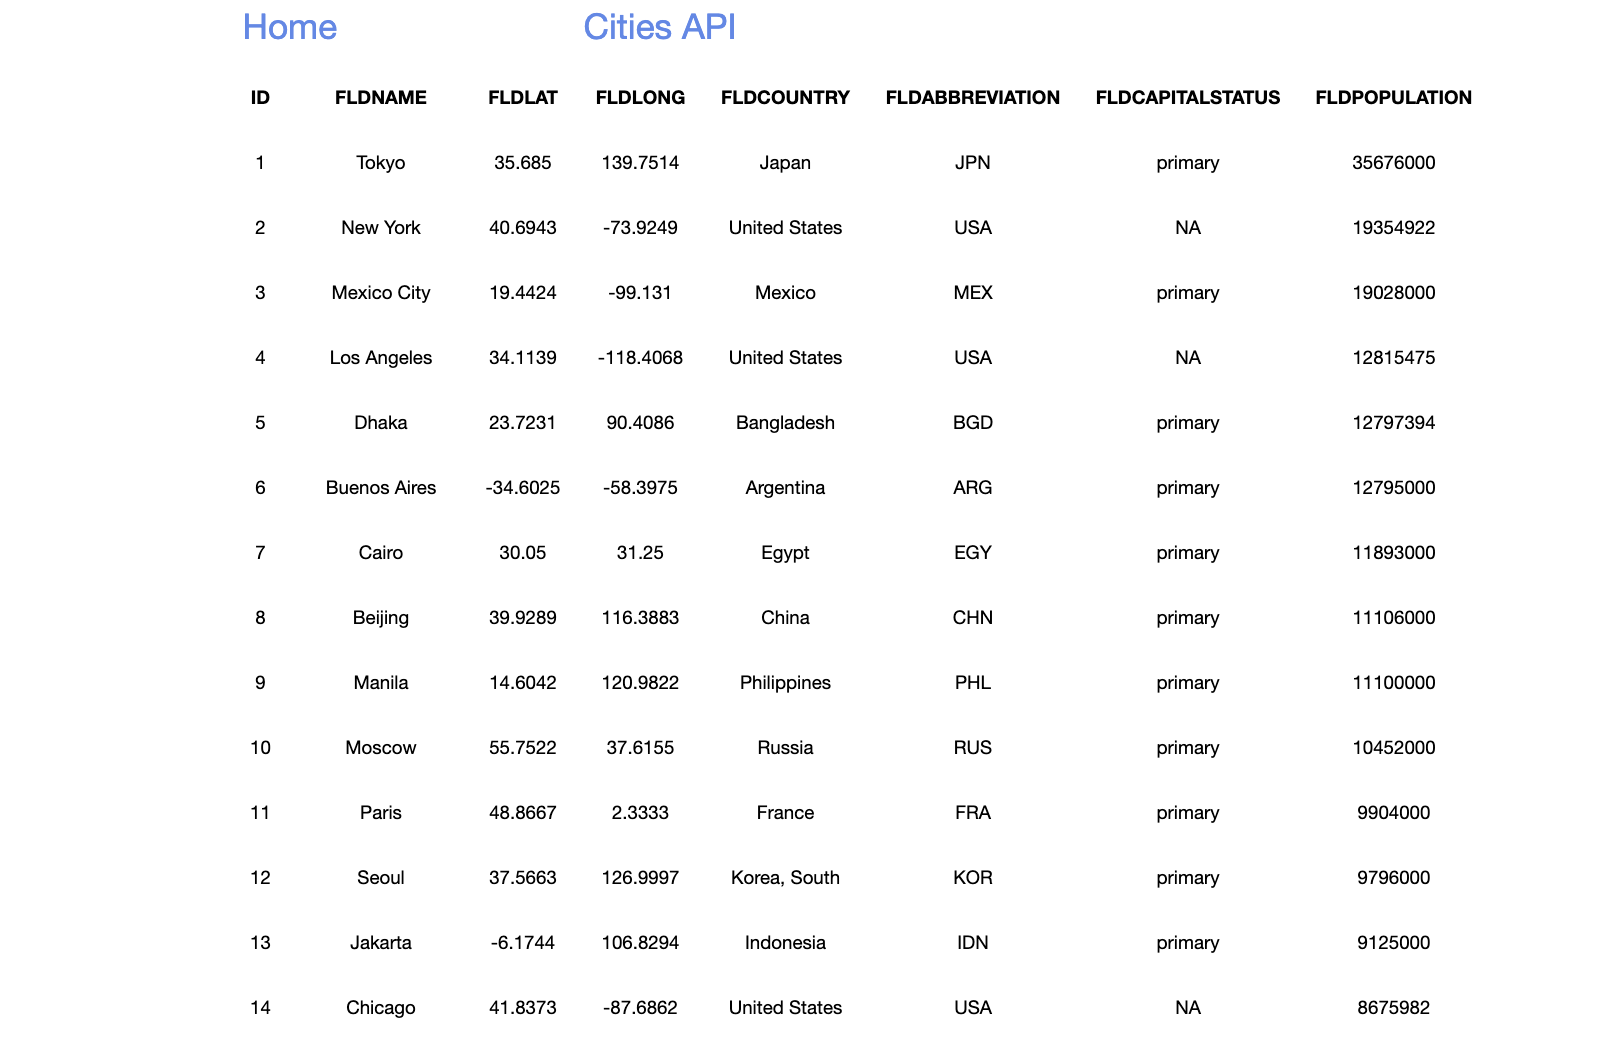 Home Cities API
ID FLDNAME FLDLAT FLDLONG FLDCOUNTRY FLDABBREVIATION FLDCAPITALSTATUS FLDPOPULATION
1 Tokyo 35.685 139.7514 Japan JPN primary 35676000
2 New York 40.6943 -73.9249 United States USA NA 19354922
3 Mexico City 19.4424 -99.131 Mexico MEX primary 19028000
4 Los Angeles 34.1139 -118.4068 United States USA NA 12815475
5 Dhaka 23.7231 90.4086 Bangladesh BGD primary 12797394
6 Buenos Aires -34.6025 -58.3975 Argentina ARG primary 12795000
7 Cairo 30.05 31.25 Egypt EGY primary 11893000
8 Beijing 39.9289 116.3883 China CHN primary 11106000
9 Manila 14.6042 120.9822 Philippines PHL primary 11100000
10 Moscow 55.7522 37.6155 Russia RUS primary 10452000
11 Paris 48.8667 2.3333 France FRA primary 9904000
12 Seoul 37.5663 126.9997 Korea, South KOR primary 9796000
13 Jakarta -6.1744 106.8294 Indonesia IDN primary 9125000
14 Chicago 41.8373 -87.6862 United States USA NA 8675982